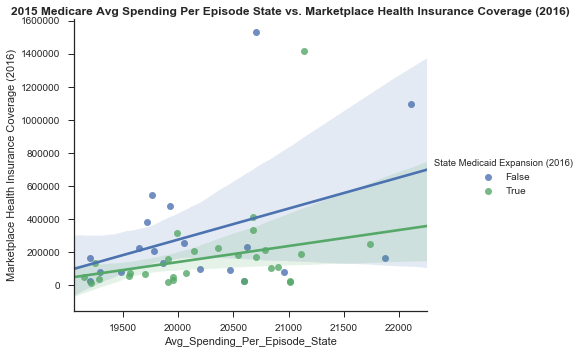 2015 Medicare Avg Spending Per Episode State vs. Marketplace Health Insurance Coverage (2016)
Marketplace Health Insurance Coverage (2016)
1600000
1400000
1200000
1000000
800000
600000
400000
200000
0
19500
20000
20500
21000
21500
22000
Avg_Spending_Per_Episode_State
State Medicaid Expansion (2016)
False
True